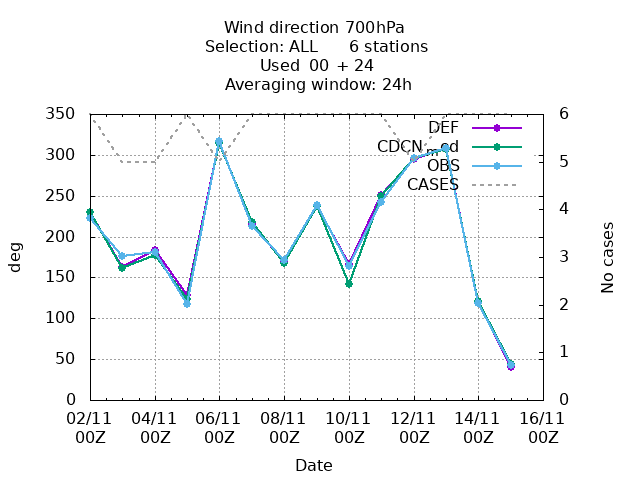 Wind direction 700hPa
Selection: ALL 6 stations
Used 00 + 24
Averaging window: 24h
350
300
250
200
150
100
50
0
deg
6
5
4
3
2
1
0
No cases
DEF
CDCN_mod
OBS
CASES
02/11 04/11 06/11 08/11 10/11 12/11 14/11 16/11
00Z 00Z 00Z 00Z 00Z 00Z 00Z 00Z
Date